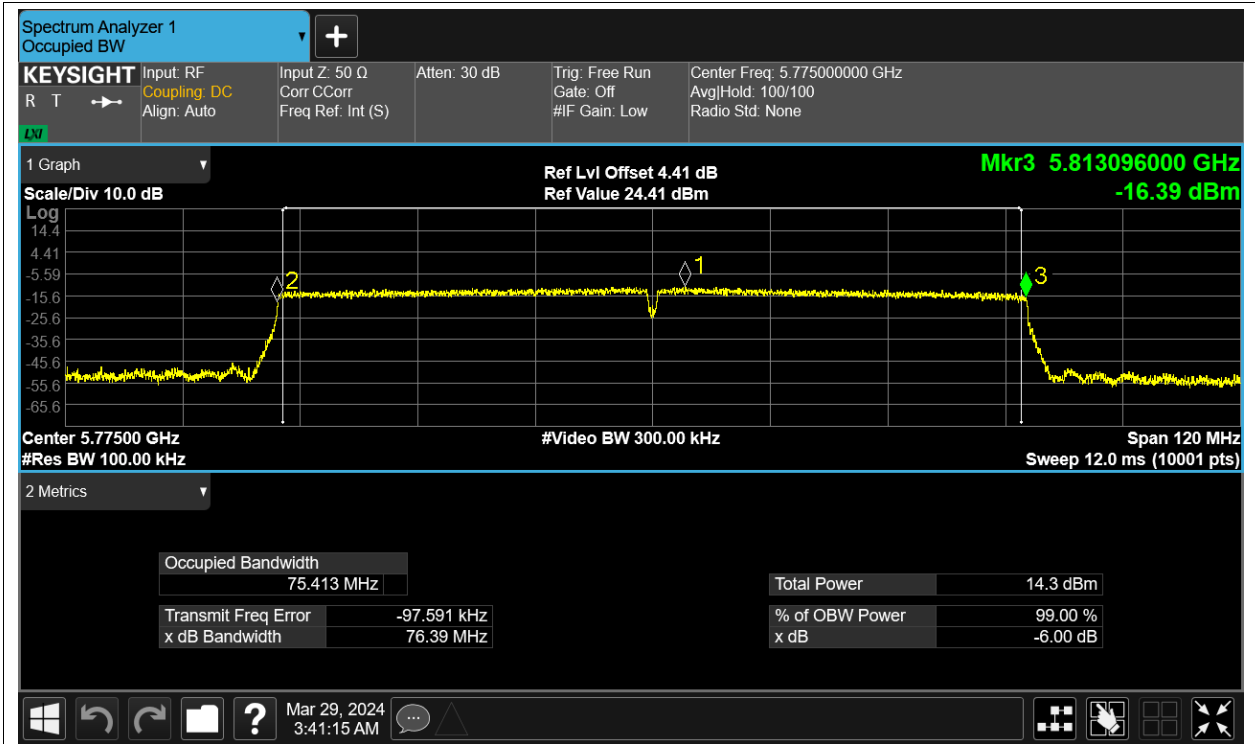 Spectrum Analyzer 1
Occupied BW
+
KEYSIGHT
R T
LXI
Input: RF
Coupling: DC
Align: Auto
Input Z: 50 Ω
Corr CCorr
Freq Ref: Int (S)
Atten: 30 dB
Trig: Free Run
Gate: Off
#IF Gain: Low
Center Freq: 5.775000000 GHz
Avg|Hold: 100/100
Radio Std: None
1 Graph
Scale/Div 10.0 dB
Ref Lvl Offset 4.41 dB
Ref Value 24.41 dBm
Mkr3 5.813096000 GHz
-16.39 dBm
Log
14.4
4.41
-5.59
-15.6
-25.6
-35.6
-45.6
-55.6
-65.6
2
1
3
Center 5.77500 GHz
#Res BW 100.00 kHz
#Video BW 300.00 kHz
Span 120 MHz
Sweep 12.0 ms (10001 pts)
2 Metrics
Occupied Bandwidth
75.413 MHz
Transmit Freq Error -97.591 kHz
x dB Bandwidth 76.39 MHz
Total Power 14.3 dBm
% of OBW Power 99.00 %
x dB -6.00 dB
?
Mar 29, 2024
3:41:15 AM